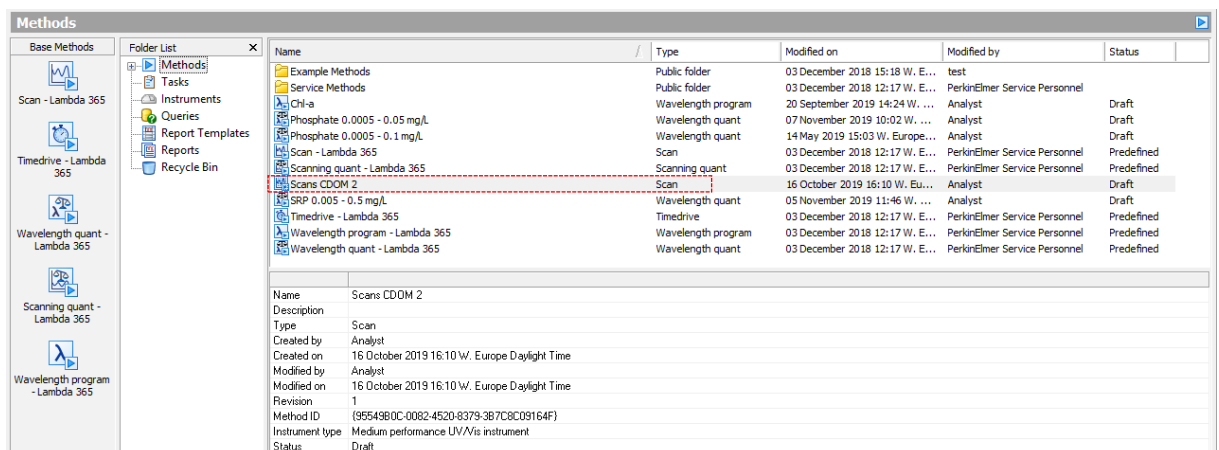 Methods
Base Methods
Scan - Lambda 365
Timedrive - Lambda
365
Wavelength quant -
Lambda 365
Scanning quant -
Lambda 365
Wavelength program
- Lambda 365
Folder List X
Methods
Tasks
Instruments
Queries
Report Templates
Reports
Recycle Bin
Name / Type Modified on Modified by Status
Example Methods Public folder 03 December 2018 15:18 W. E... test
Service Methods Public folder 03 December 2018 12:17 W. E... PerkinElmer Service Personnel
Chl-a Wavelength program 20 September 2019 14:24 W. ... Analyst Draft
Phosphate 0.0005 - 0.05 mg/L Wavelength quant 07 November 2019 10:02 W. ... Analyst Draft
Phosphate 0.0005 - 0.1 mg/L Wavelength quant 14 May 2019 15:03 W. Europe... Analyst Draft
Scan - Lambda 365 Scan 03 December 2018 12:17 W. E... PerkinElmer Service Personnel Predefined
Scanning quant - Lambda 365 Scanning quant 03 December 2018 12:17 W. E... PerkinElmer Service Personnel Predefined
Scans CDOM 2 Scan 16 October 2019 16:10 W. Eu... Analyst Draft
SRP 0.005 - 0.5 mg/L Wavelength quant 05 November 2019 11:46 W. ... Analyst Draft
Timedrive - Lambda 365 Timedrive 03 December 2018 12:17 W. E... PerkinElmer Service Personnel Predefined
Wavelength program - Lambda 365 Wavelength program 03 December 2018 12:17 W. E... PerkinElmer Service Personnel Predefined
Wavelength quant - Lambda 365 Wavelength quant 03 December 2018 12:17 W. E... PerkinElmer Service Personnel Predefined
Name Scans CDOM 2
Description
Type Scan
Created by Analyst
Created on 16 October 2019 16:10 W. Europe Daylight Time
Modified by Analyst
Modified on 16 October 2019 16:10 W. Europe Daylight Time
Revision 1
Method ID {95549B0C-0082-4520-8379-3B7C8C09164F}
Instrument type Medium performance UV/Vis instrument
Status Draft